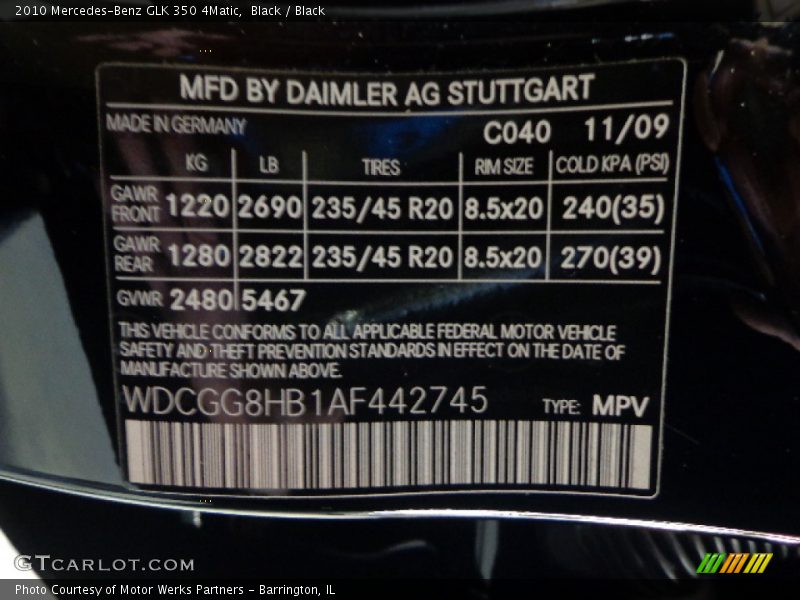 2010 Mercedes-Benz GLK 350 4Matic, Black / Black
MFD BY DAIMLER AG STUTTGART
MADE IN GERMANY C040 11/09
KG LB TIRES RIM SIZE COLD KPA (PSI)
GAWR FRONT 1220 2690 235/45 R20 8.5x20 240(35)
GAWR REAR 1280 2822 235/45 R20 8.5x20 270(39)
GVWR 2480 5467
THIS VEHICLE CONFORMS TO ALL APPLICABLE FEDERAL MOTOR VEHICLE
SAFETY AND THEFT PREVENTION STANDARDS IN EFFECT ON THE DATE OF
MANUFACTURE SHOWN ABOVE.
WDCGG8HB1AF442745 TYPE: MPV
GTCARLOT.COM
Photo Courtesy of Motor Werks Partners - Barrington, IL